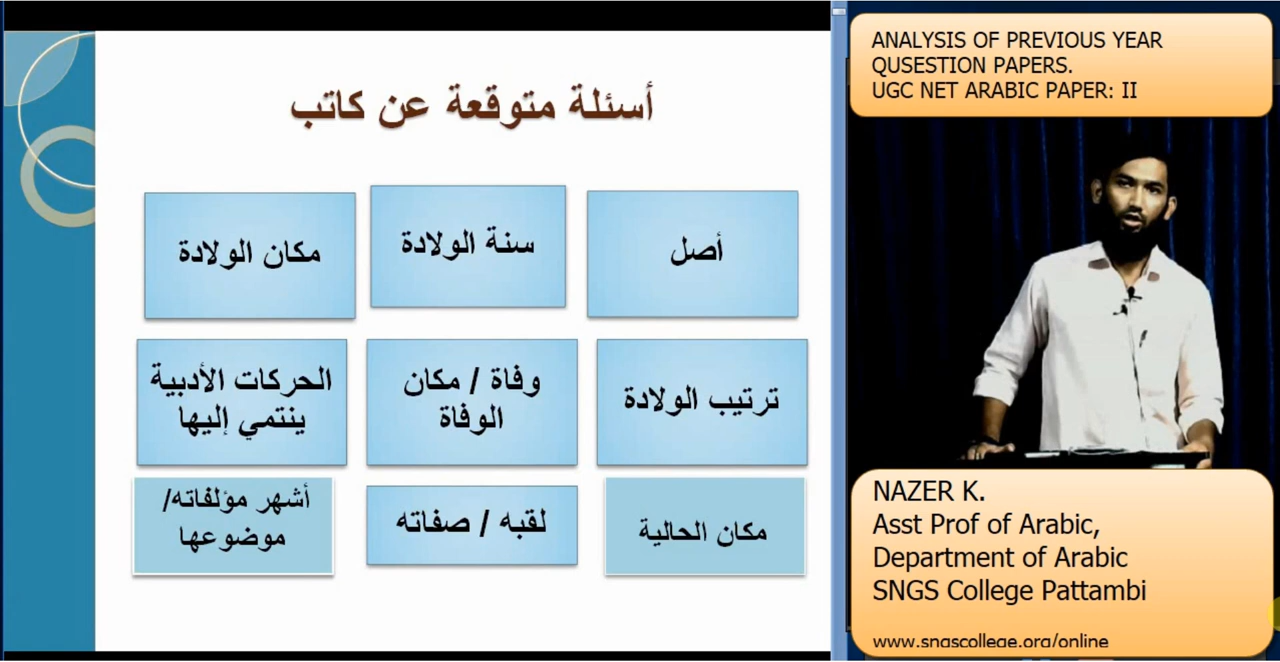 أسئلة متوقعة عن كاتب
أصل
سنة الولادة
مكان الولادة
ترتيب الولادة
وفاة / مكان
الوفاة
الحركات الأدبية
ينتمي إليها
مكان الحالية
لقبه / صفاته
أشهر مؤلفاته/
موضوعها
ANALYSIS OF PREVIOUS YEAR
QUSESTION PAPERS.
UGC NET ARABIC PAPER: II
NAZER K.
Asst Prof of Arabic,
Department of Arabic
SNGS College Pattambi
www.sngscollege.org/online